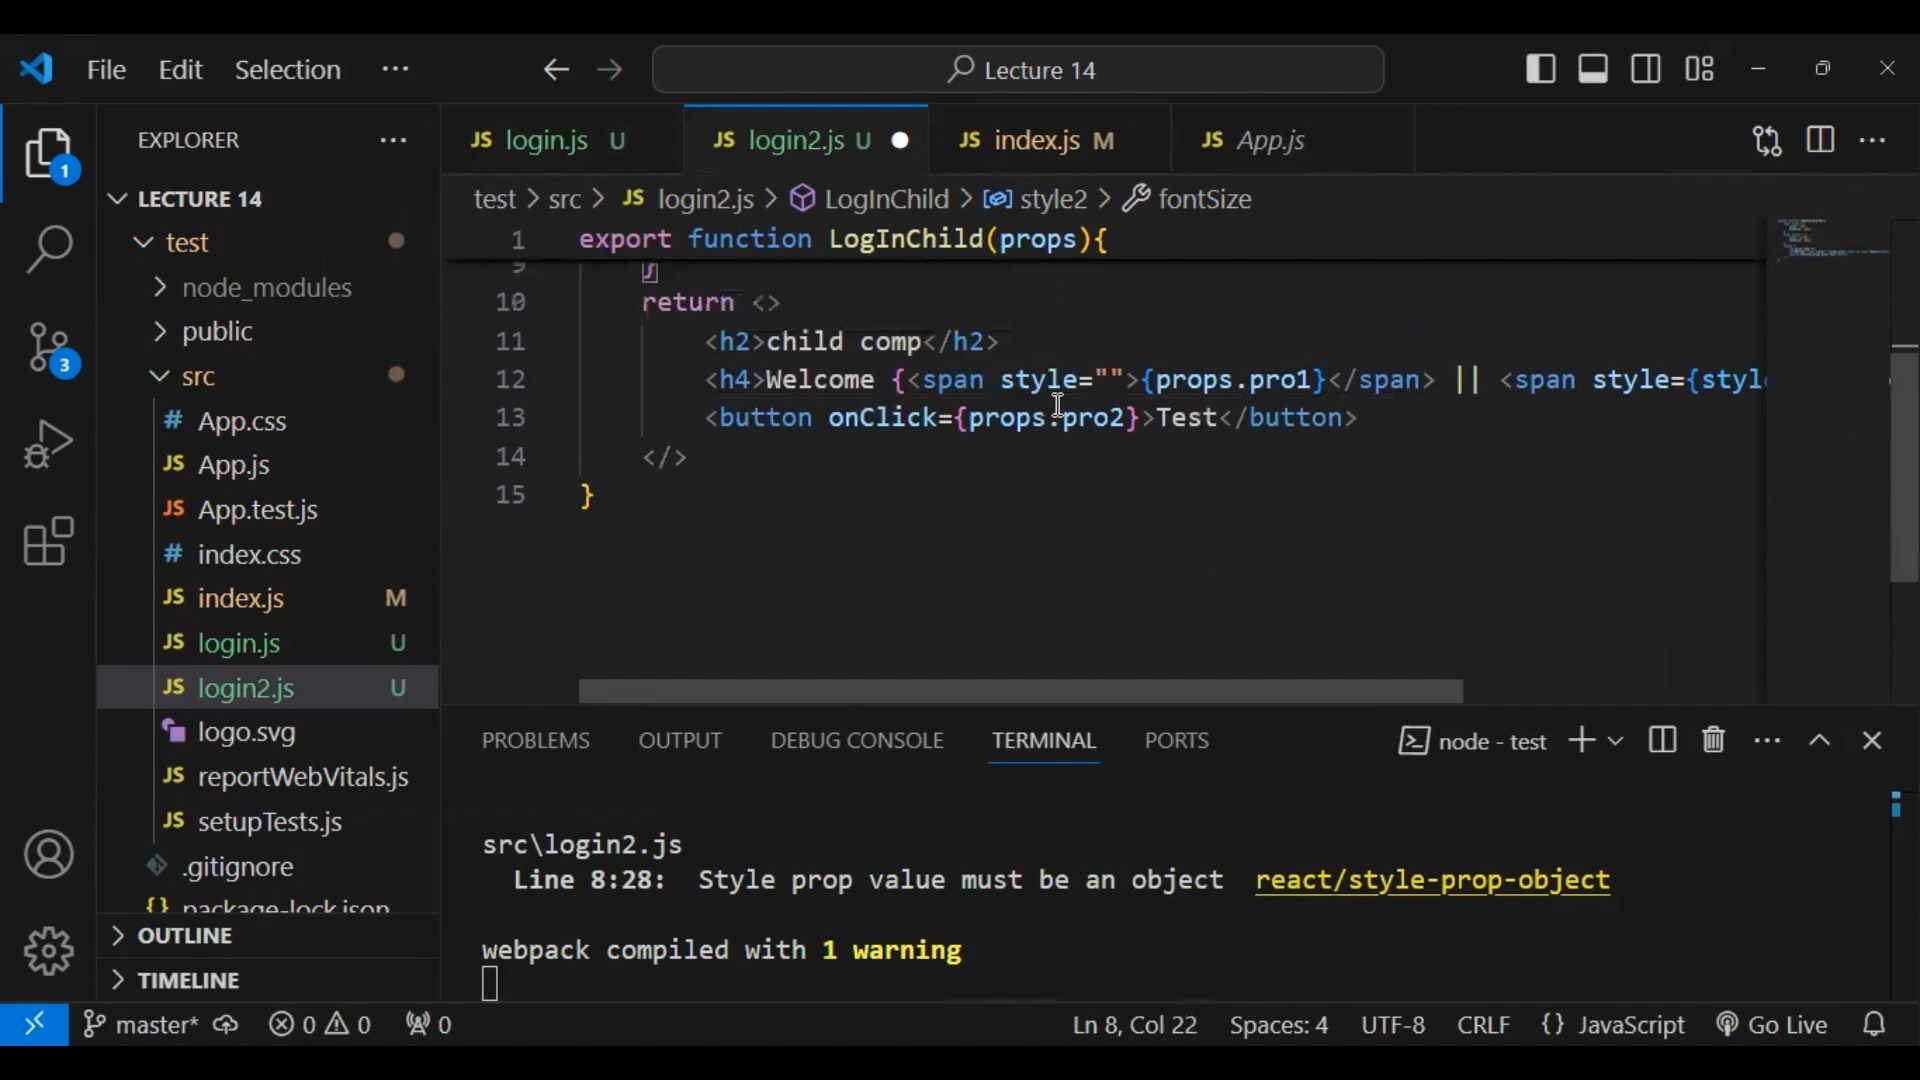 File Edit Selection ··· Lecture 14
EXPLORER ···
LECTURE 14
test
node_modules
public
src
# App.css
JS App.js
JS App.test.js
# index.css
JS index.js M
JS login.js U
JS login2.js U
logo.svg
JS reportWebVitals.js
JS setupTests.js
.gitignore
{} package-lock.json
OUTLINE
TIMELINE
1
3
JS login.js U JS login2.js U JS index.js M JS App.js
test > src > JS login2.js > LogInChild > style2 > fontSize
1 export function LogInChild(props){
9 }
10 return <>
11 <h2>child comp</h2>
12 <h4>Welcome {<span style="">{props.pro1}</span> || <span style={styl
13 <button onClick={props.pro2}>Test</button>
14 </>
15 }
PROBLEMS OUTPUT DEBUG CONSOLE TERMINAL PORTS node - test
src\login2.js
Line 8:28: Style prop value must be an object react/style-prop-object
webpack compiled with 1 warning
master* 0 0 0 Ln 8, Col 22 Spaces: 4 UTF-8 CRLF {} JavaScript Go Live